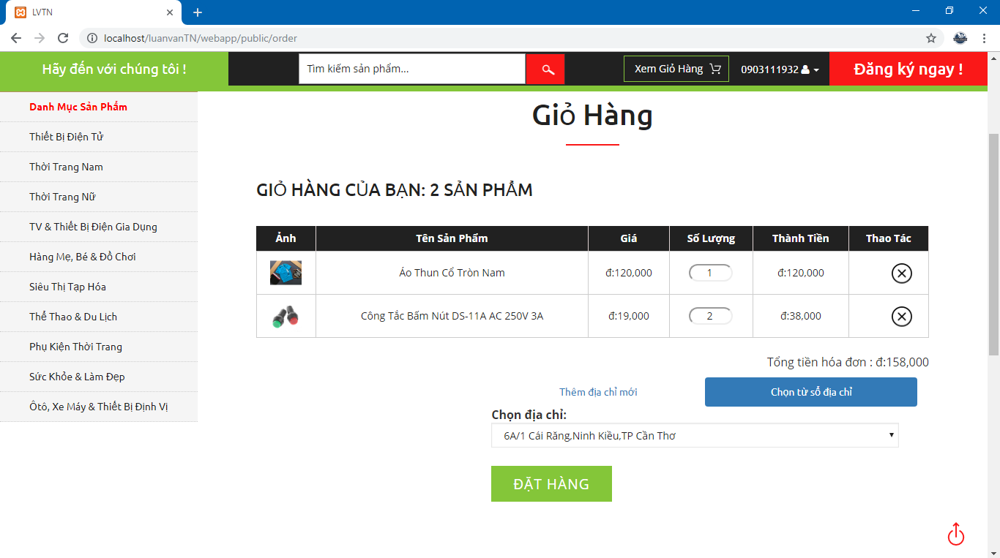 LVTN
localhost/luanvanTN/webapp/public/order
Hãy đến với chúng tôi !
Tìm kiếm sản phẩm...
Xem Giỏ Hàng
0903111932
Đăng ký ngay !
Danh Mục Sản Phẩm
Thiết Bị Điện Tử
Thời Trang Nam
Thời Trang Nữ
TV & Thiết Bị Điện Gia Dụng
Hàng Mẹ, Bé & Đồ Chơi
Siêu Thị Tạp Hóa
Thể Thao & Du Lịch
Phụ Kiện Thời Trang
Sức Khỏe & Làm Đẹp
Ôtô, Xe Máy & Thiết Bị Định Vị
Giỏ Hàng
GIỎ HÀNG CỦA BẠN: 2 SẢN PHẨM
Ảnh Tên Sản Phẩm Giá Số Lượng Thành Tiền Thao Tác
Áo Thun Cổ Tròn Nam đ:120,000 1 đ:120,000
Công Tắc Bấm Nút DS-11A AC 250V 3A đ:19,000 2 đ:38,000
Tổng tiền hóa đơn : đ:158,000
Thêm địa chỉ mới
Chọn từ sổ địa chỉ
Chọn địa chỉ:
6A/1 Cái Răng,Ninh Kiều,TP Cần Thơ
ĐẶT HÀNG